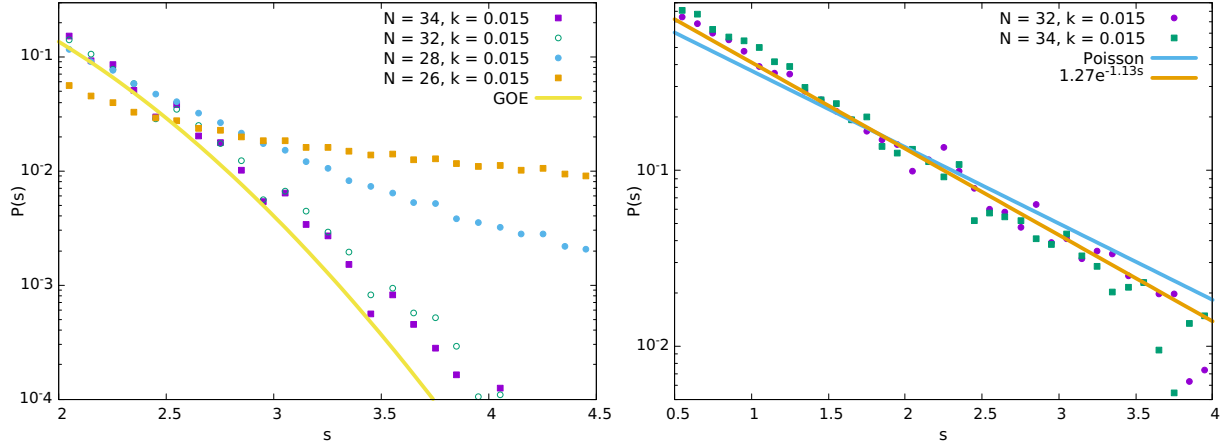 N = 34, k = 0.015
N = 32, k = 0.015
N = 28, k = 0.015
N = 26, k = 0.015
GOE
10⁻¹
10⁻²
10⁻³
10⁻⁴
P(s)
2
2.5
3
3.5
4
4.5
s
N = 32, k = 0.015
N = 34, k = 0.015
Poisson
1.27e⁻¹·¹³ˢ
10⁻¹
10⁻²
P(s)
0.5
1
1.5
2
2.5
3
3.5
4
s